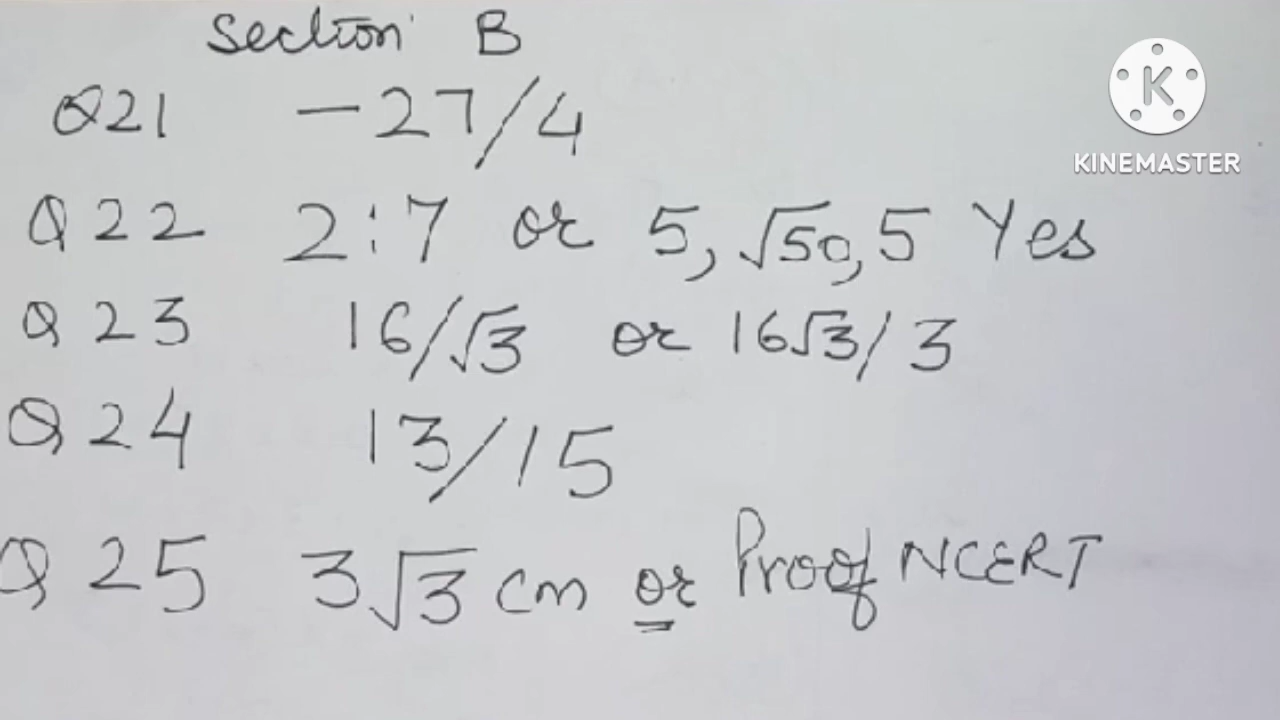 Section B
K
KINEMASTER
Q21 -27/4
Q22 2:7 or 5, √50, 5 Yes
Q23 16/√3 or 16√3/3
Q24 13/15
Q25 3√3 cm or Proof NCERT